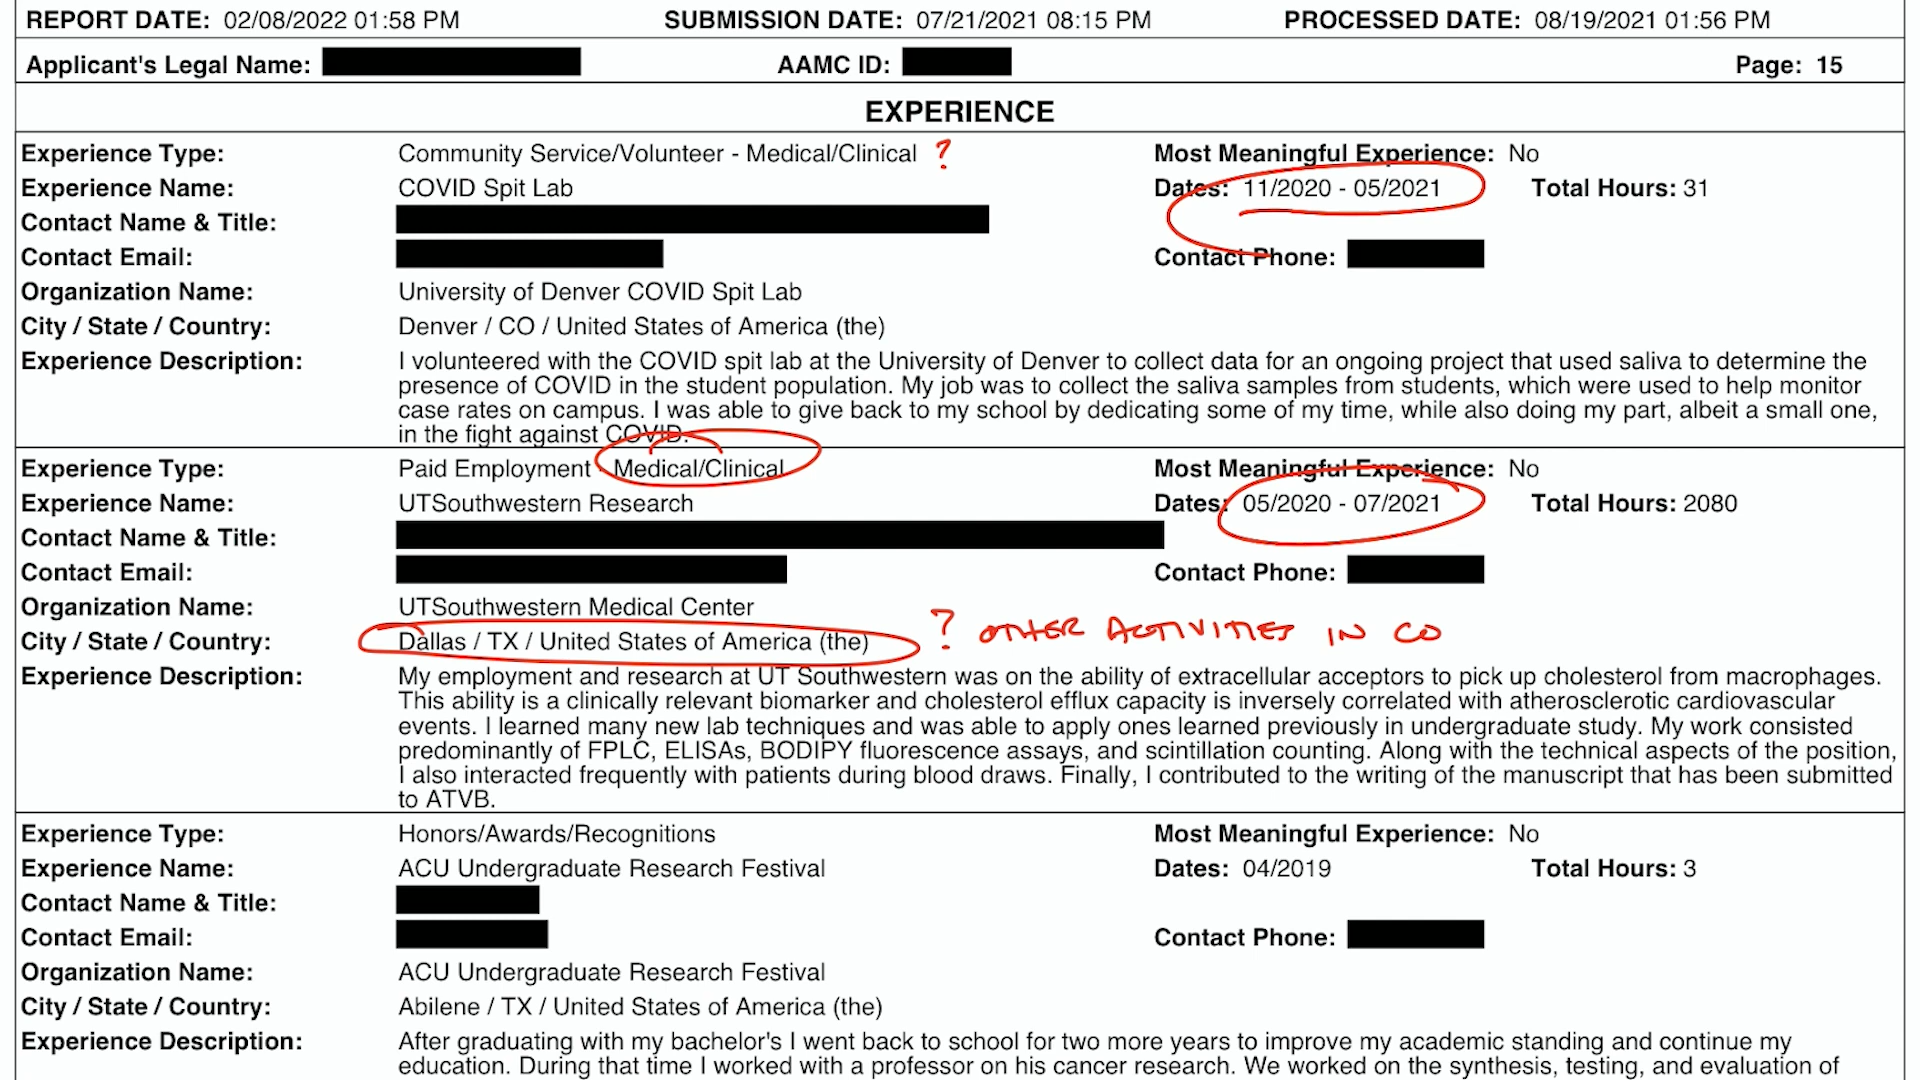 REPORT DATE: 02/08/2022 01:58 PM SUBMISSION DATE: 07/21/2021 08:15 PM PROCESSED DATE: 08/19/2021 01:56 PM
Applicant's Legal Name: AAMC ID: Page: 15
EXPERIENCE
Experience Type: Community Service/Volunteer - Medical/Clinical ? Most Meaningful Experience: No
Experience Name: COVID Spit Lab Dates: 11/2020 - 05/2021 Total Hours: 31
Contact Name & Title:
Contact Email: Contact Phone:
Organization Name: University of Denver COVID Spit Lab
City / State / Country: Denver / CO / United States of America (the)
Experience Description: I volunteered with the COVID spit lab at the University of Denver to collect data for an ongoing project that used saliva to determine the
presence of COVID in the student population. My job was to collect the saliva samples from students, which were used to help monitor
case rates on campus. I was able to give back to my school by dedicating some of my time, while also doing my part, albeit a small one,
in the fight against COVID.
Experience Type: Paid Employment - Medical/Clinical Most Meaningful Experience: No
Experience Name: UTSouthwestern Research Dates: 05/2020 - 07/2021 Total Hours: 2080
Contact Name & Title:
Contact Email: Contact Phone:
Organization Name: UTSouthwestern Medical Center
City / State / Country: Dallas / TX / United States of America (the) ? OTHER ACTIVITIES IN CO
Experience Description: My employment and research at UT Southwestern was on the ability of extracellular acceptors to pick up cholesterol from macrophages.
This ability is a clinically relevant biomarker and cholesterol efflux capacity is inversely correlated with atherosclerotic cardiovascular
events. I learned many new lab techniques and was able to apply ones learned previously in undergraduate study. My work consisted
predominantly of FPLC, ELISAs, BODIPY fluorescence assays, and scintillation counting. Along with the technical aspects of the position,
I also interacted frequently with patients during blood draws. Finally, I contributed to the writing of the manuscript that has been submitted
to ATVB.
Experience Type: Honors/Awards/Recognitions Most Meaningful Experience: No
Experience Name: ACU Undergraduate Research Festival Dates: 04/2019 Total Hours: 3
Contact Name & Title:
Contact Email: Contact Phone:
Organization Name: ACU Undergraduate Research Festival
City / State / Country: Abilene / TX / United States of America (the)
Experience Description: After graduating with my bachelor's I went back to school for two more years to improve my academic standing and continue my
education. During that time I worked with a professor on his cancer research. We worked on the synthesis, testing, and evaluation of